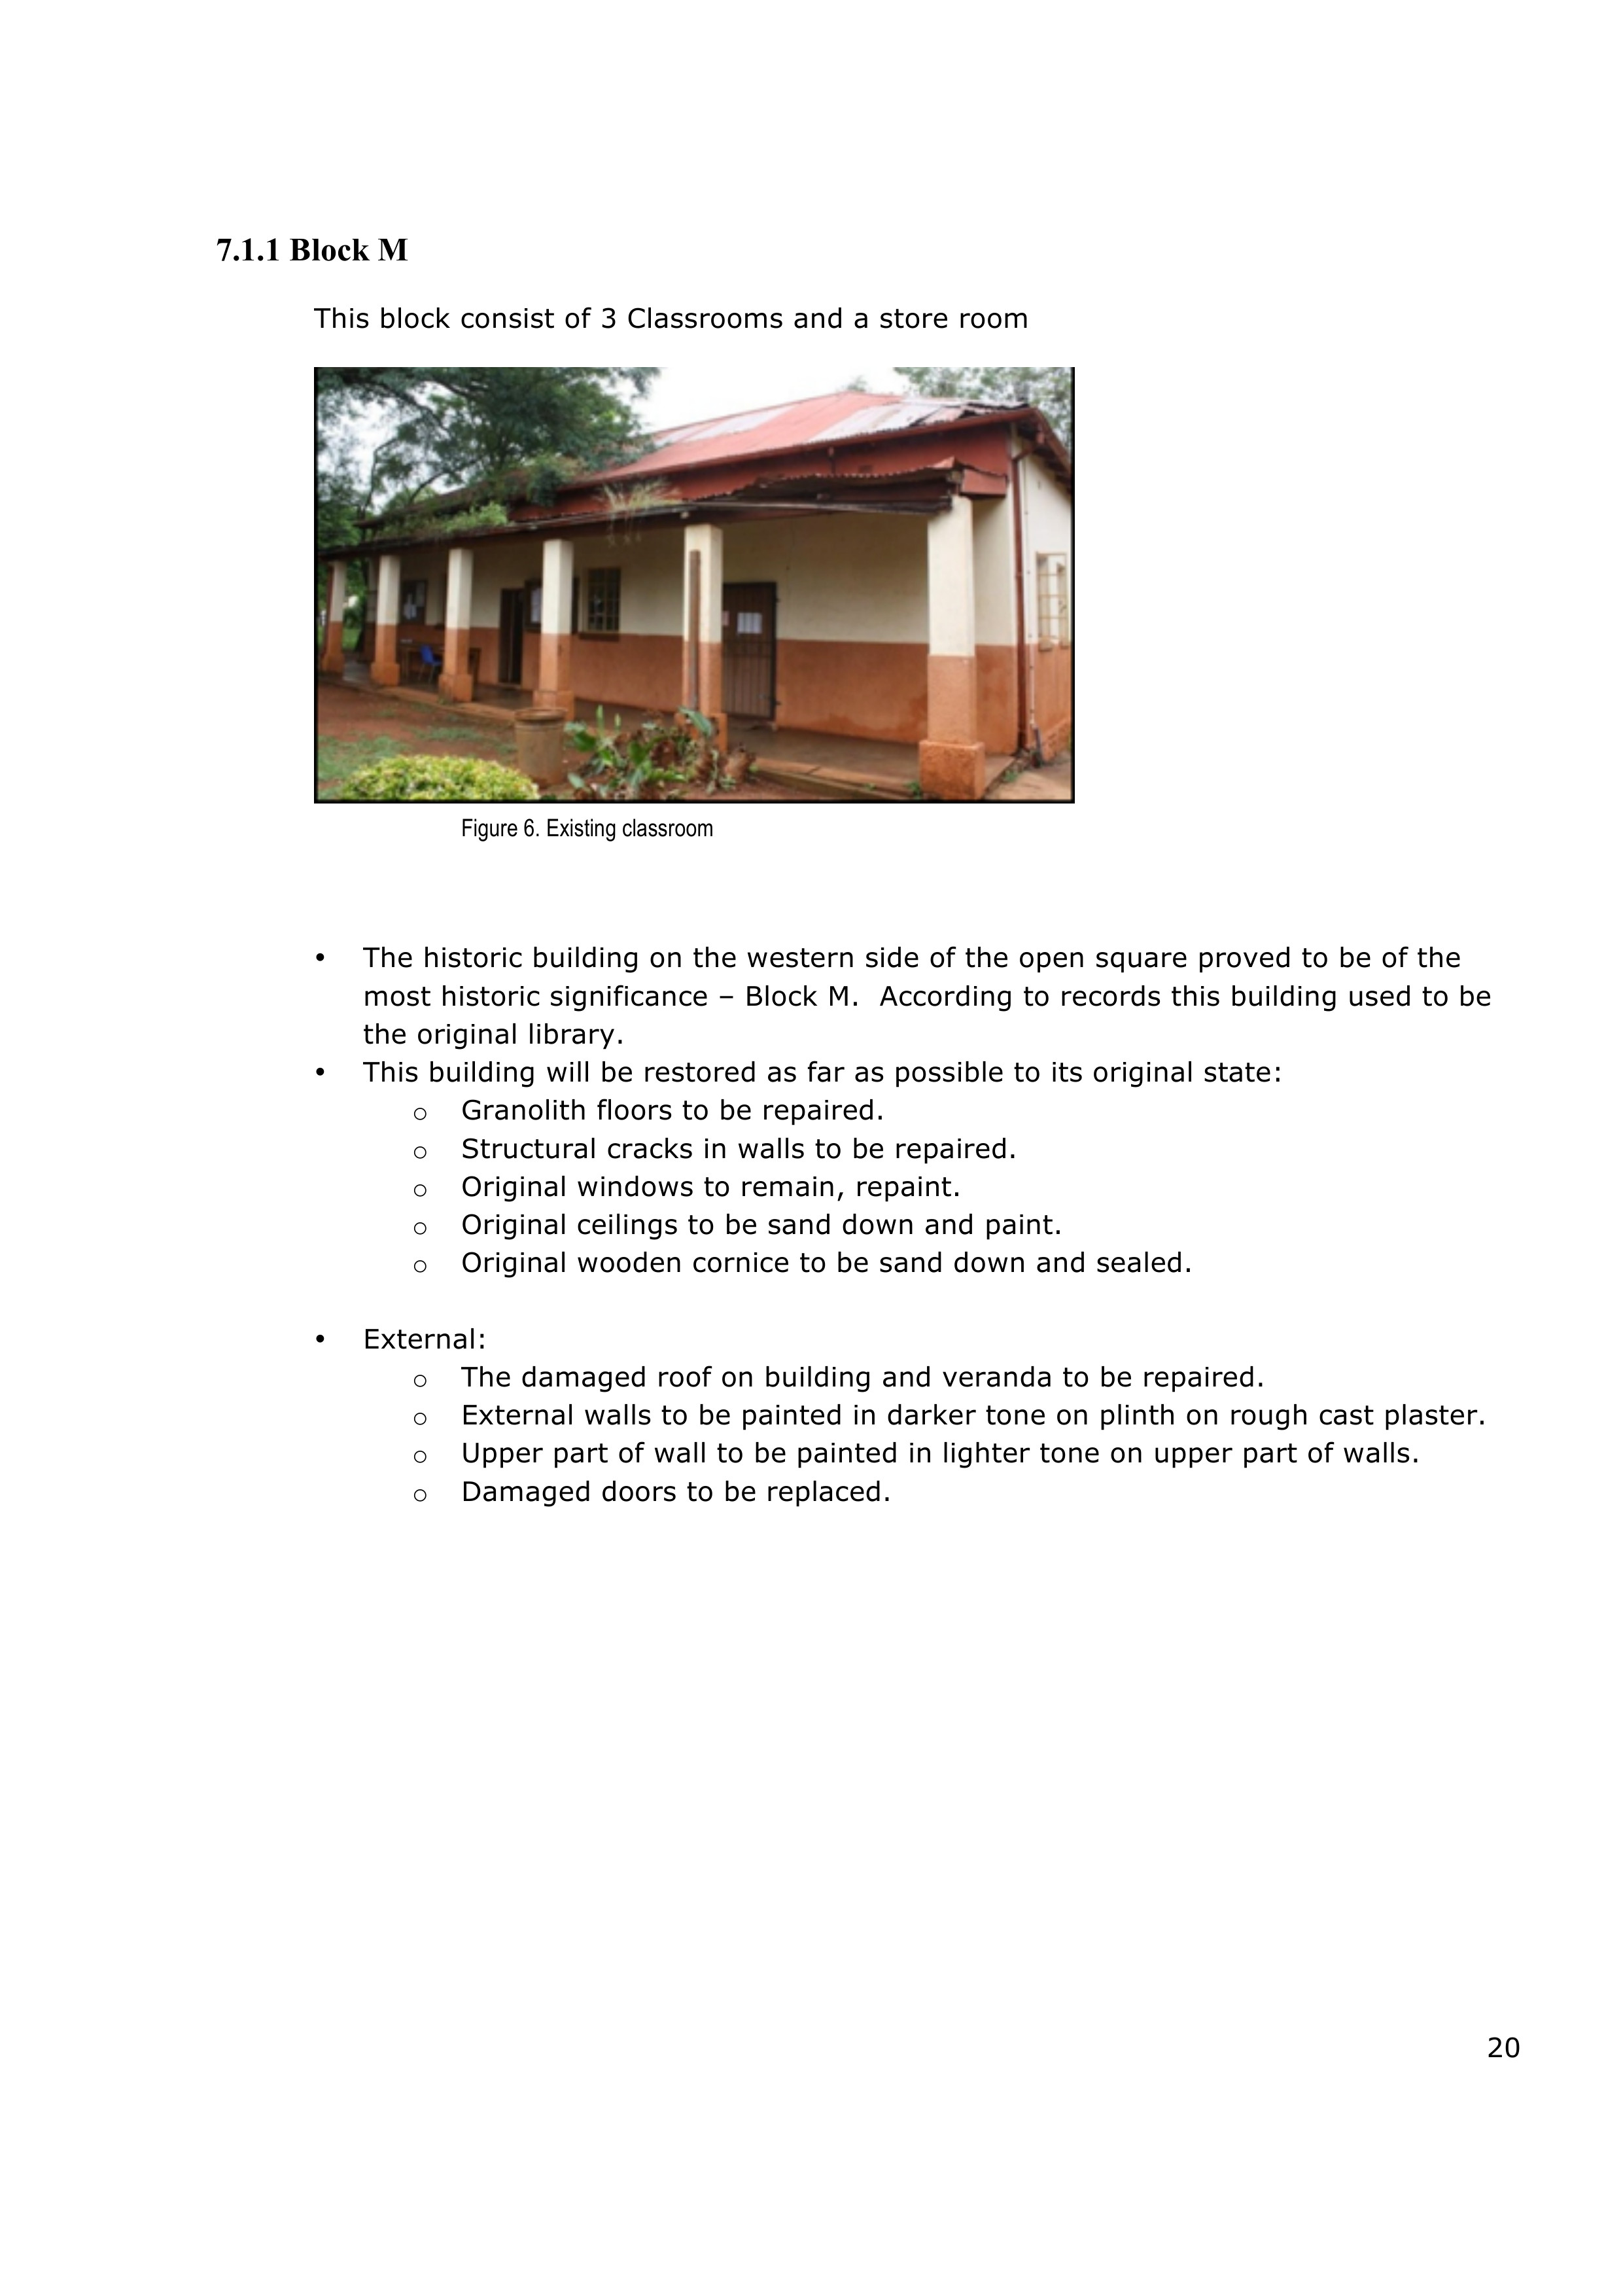 7.1.1 Block M
This block consist of 3 Classrooms and a store room
Figure 6. Existing classroom
• The historic building on the western side of the open square proved to be of the
most historic significance – Block M.  According to records this building used to be
the original library.
• This building will be restored as far as possible to its original state:
o Granolith floors to be repaired.
o Structural cracks in walls to be repaired.
o Original windows to remain, repaint.
o Original ceilings to be sand down and paint.
o Original wooden cornice to be sand down and sealed.
• External:
o The damaged roof on building and veranda to be repaired.
o External walls to be painted in darker tone on plinth on rough cast plaster.
o Upper part of wall to be painted in lighter tone on upper part of walls.
o Damaged doors to be replaced.
20